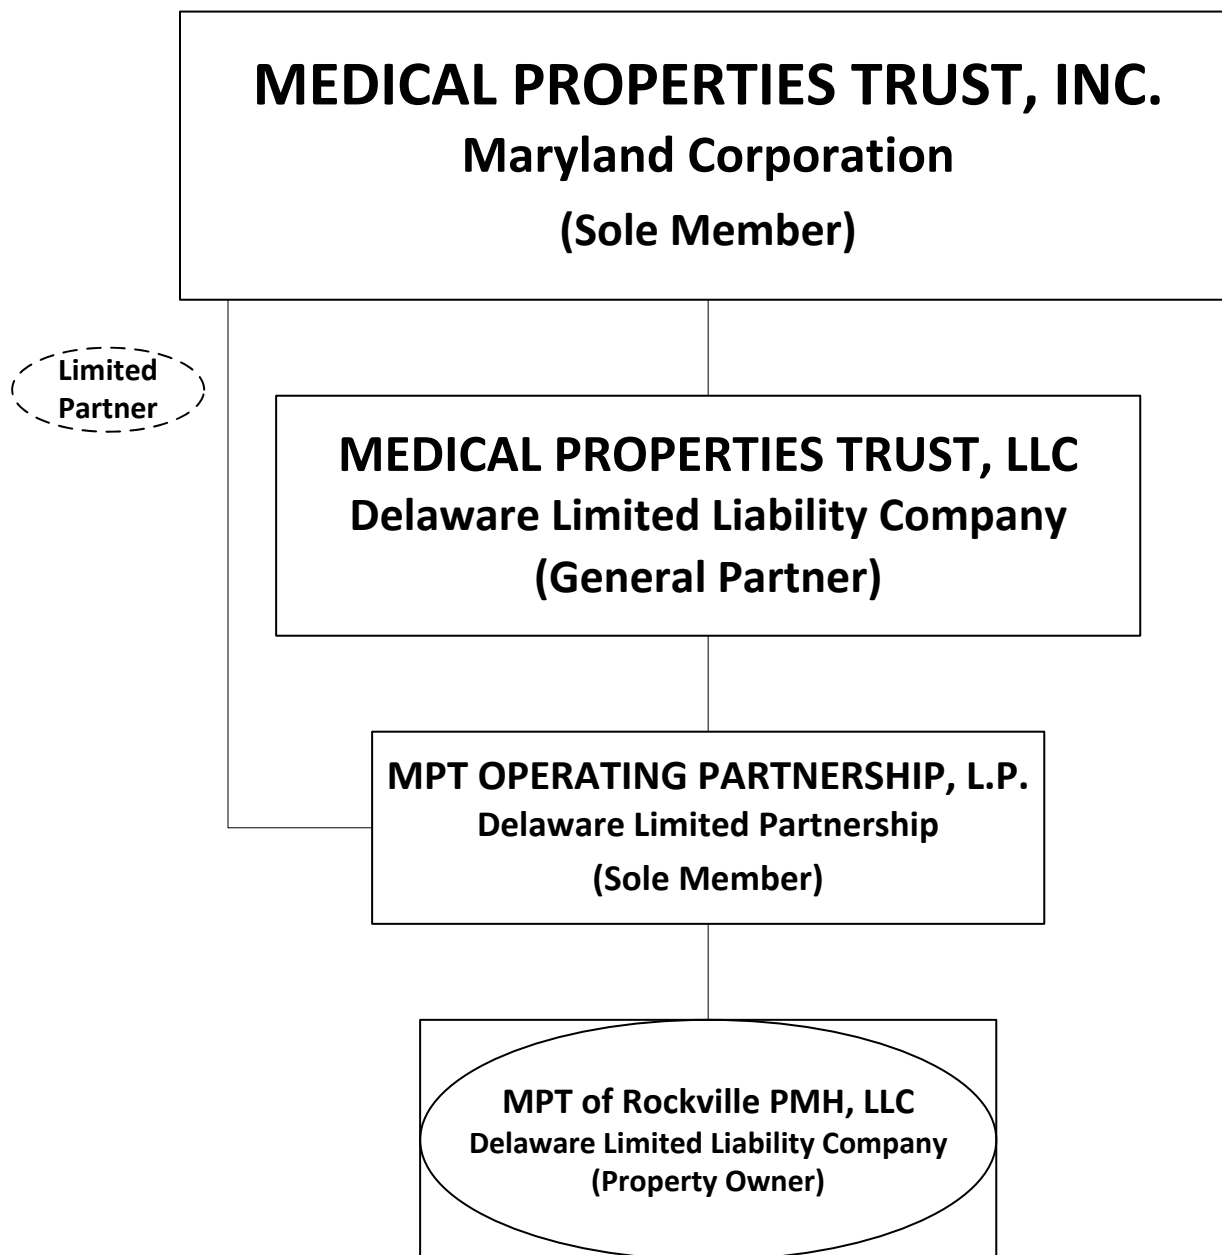 MEDICAL PROPERTIES TRUST, INC.
Maryland Corporation
(Sole Member)
Limited
Partner
MEDICAL PROPERTIES TRUST, LLC
Delaware Limited Liability Company
(General Partner)
MPT OPERATING PARTNERSHIP, L.P.
Delaware Limited Partnership
(Sole Member)
MPT of Rockville PMH, LLC
Delaware Limited Liability Company
(Property Owner)